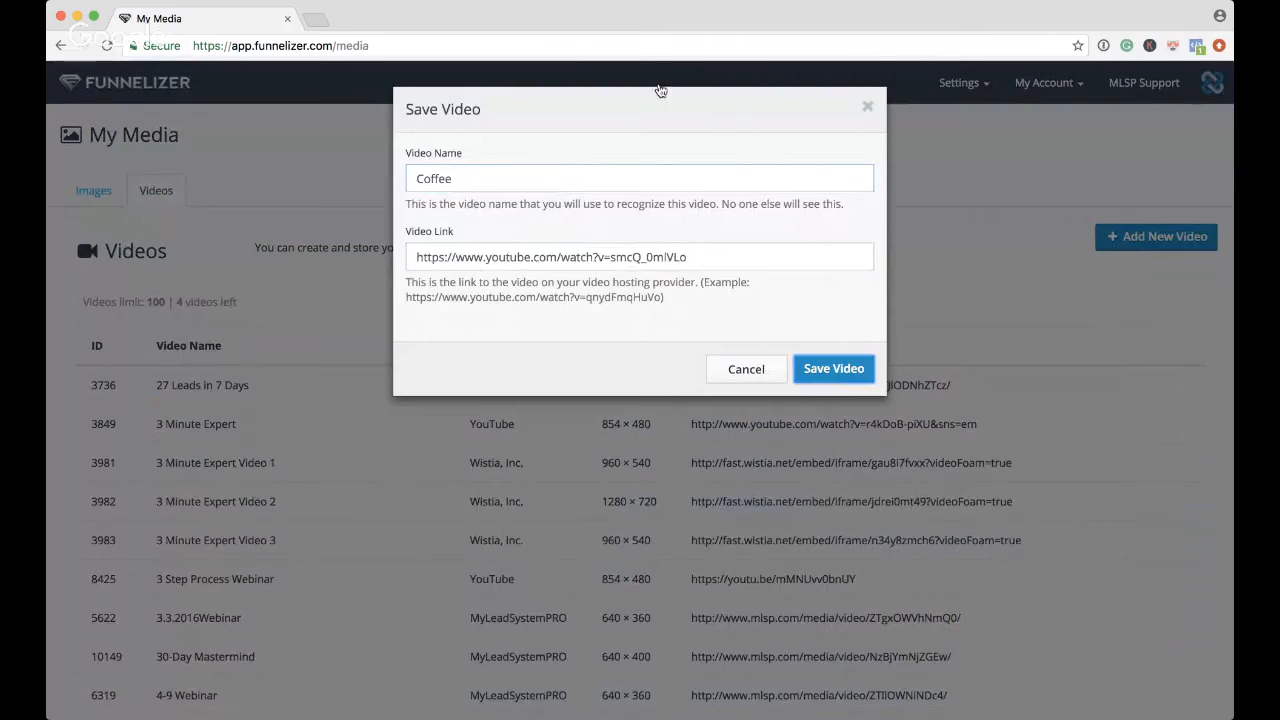 My Media
Google
Secure https://app.funnelizer.com/media
FUNNELIZER
Settings
My Account
MLSP Support
My Media
Images
Videos
Videos
You can create and store yo
+ Add New Video
Videos limit: 100 | 4 videos left
ID
Video Name
3736 27 Leads in 7 Days
3849 3 Minute Expert YouTube 854 × 480 http://www.youtube.com/watch?v=r4kDoB-piXU&sns=em
3981 3 Minute Expert Video 1 Wistia, Inc. 960 × 540 http://fast.wistia.net/embed/iframe/gau8i7fvxx?videoFoam=true
3982 3 Minute Expert Video 2 Wistia, Inc. 1280 × 720 http://fast.wistia.net/embed/iframe/jdrei0mt49?videoFoam=true
3983 3 Minute Expert Video 3 Wistia, Inc. 960 × 540 http://fast.wistia.net/embed/iframe/n34y8zmch6?videoFoam=true
8425 3 Step Process Webinar YouTube 854 × 480 https://youtu.be/mMNUvv0bnUY
5622 3.3.2016Webinar MyLeadSystemPRO 640 × 360 http://www.mlsp.com/media/video/ZTgxOWVhNmQ0/
10149 30-Day Mastermind MyLeadSystemPRO 640 × 400 http://www.mlsp.com/media/video/NzBjYmNjZGEw/
6319 4-9 Webinar MyLeadSystemPRO 640 × 360 http://www.mlsp.com/media/video/ZTllOWNiNDc4/
Save Video
Video Name
Coffee
This is the video name that you will use to recognize this video. No one else will see this.
Video Link
https://www.youtube.com/watch?v=smcQ_0mIVLo
This is the link to the video on your video hosting provider. (Example:
https://www.youtube.com/watch?v=qnydFmqHuVo)
Cancel
Save Video